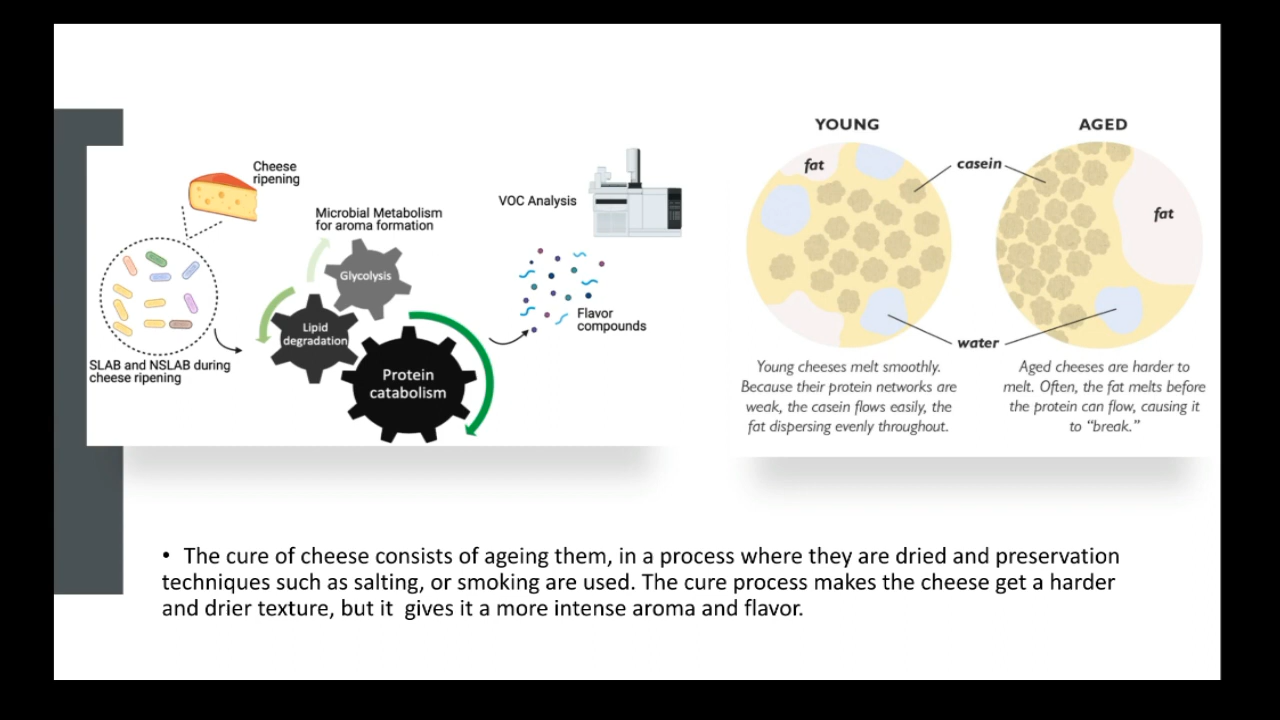 Cheese
ripening
Microbial Metabolism
for aroma formation
VOC Analysis
Glycolysis
Lipid
degradation
Protein
catabolism
Flavor
compounds
SLAB and NSLAB during
cheese ripening
YOUNG
AGED
fat
casein
fat
water
Young cheeses melt smoothly.
Because their protein networks are
weak, the casein flows easily, the
fat dispersing evenly throughout.
Aged cheeses are harder to
melt. Often, the fat melts before
the protein can flow, causing it
to “break.”
• The cure of cheese consists of ageing them, in a process where they are dried and preservation
techniques such as salting, or smoking are used. The cure process makes the cheese get a harder
and drier texture, but it  gives it a more intense aroma and flavor.